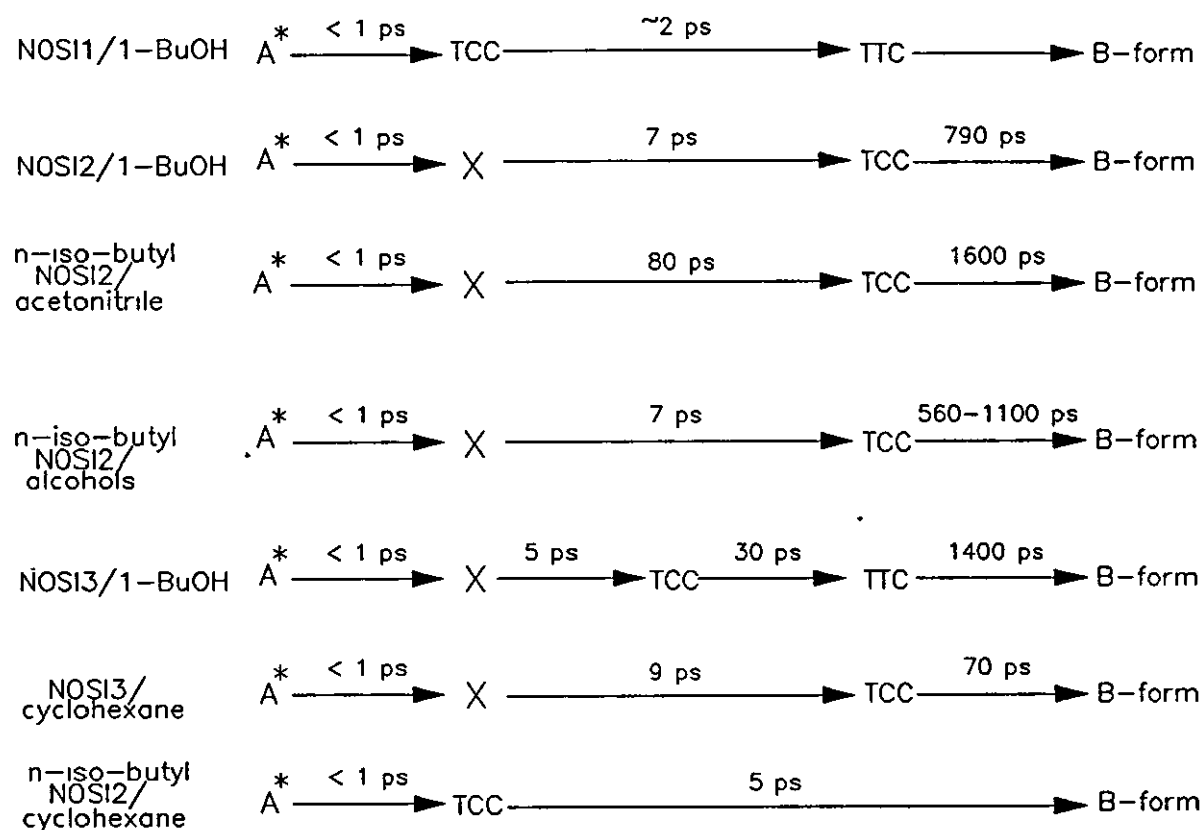 NOSI1/1-BuOH A* < 1 ps TCC ~2 ps TTC B-form
NOSI2/1-BuOH A* < 1 ps X 7 ps TCC 790 ps B-form
n-iso-butyl
NOSI2/
acetonitrile
A* < 1 ps X 80 ps TCC 1600 ps B-form
n-iso-butyl
NOSI2/
alcohols
A* < 1 ps X 7 ps TCC 560-1100 ps B-form
NOSI3/1-BuOH A* < 1 ps X 5 ps TCC 30 ps TTC 1400 ps B-form
NOSI3/
cyclohexane
A* < 1 ps X 9 ps TCC 70 ps B-form
n-iso-butyl
NOSI2/
cyclohexane
A* < 1 ps TCC 5 ps B-form